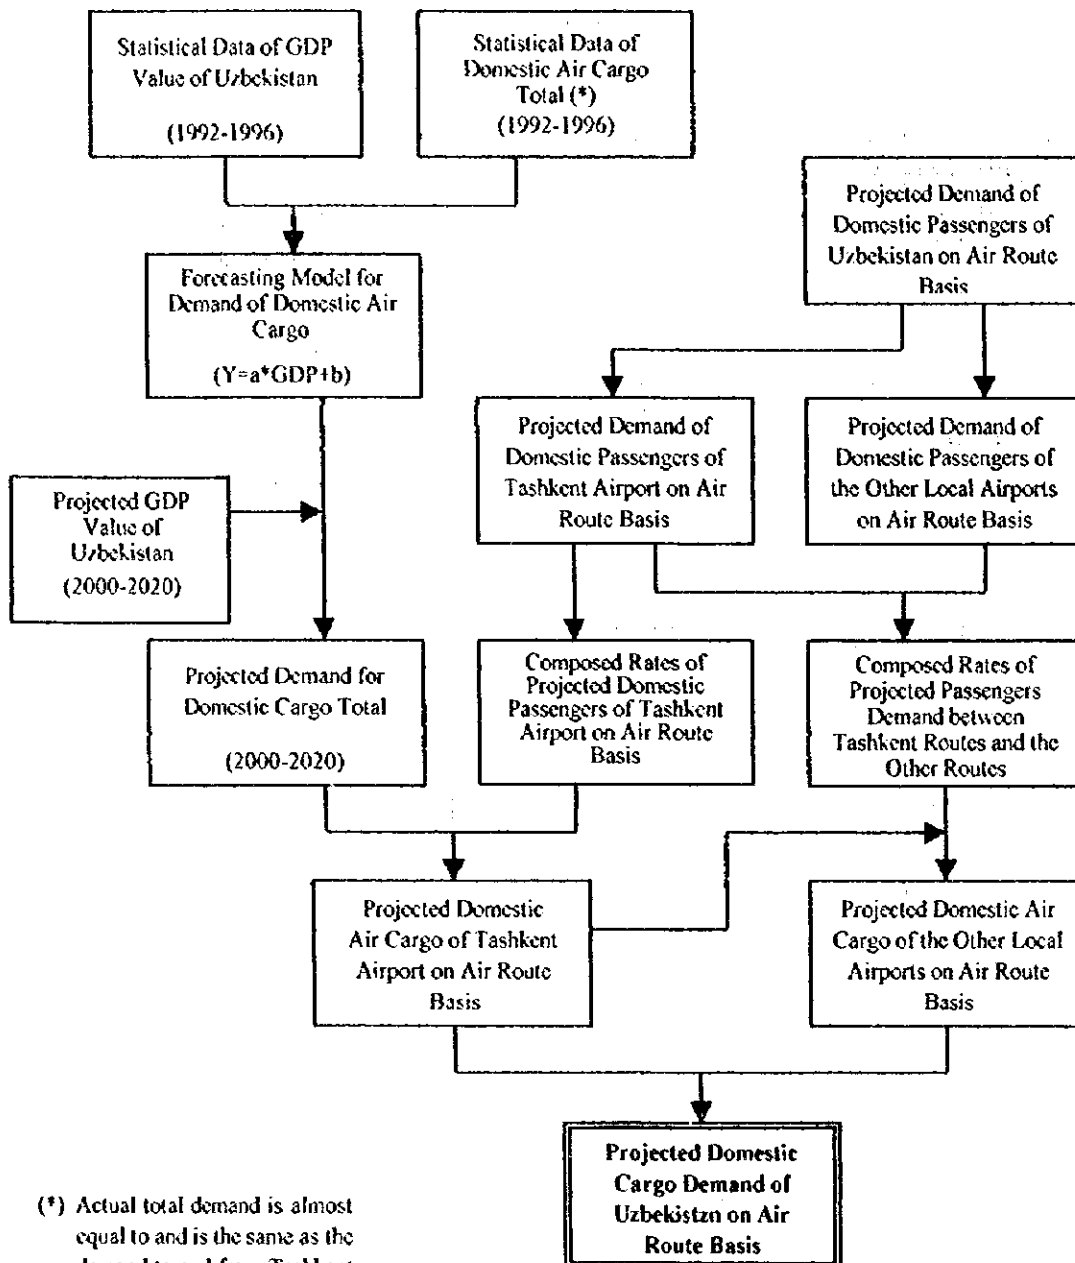 Statistical Data of GDP
Value of Uzbekistan
(1992-1996)
Statistical Data of
Domestic Air Cargo
Total (*)
(1992-1996)
Projected Demand of
Domestic Passengers of
Uzbekistan on Air Route
Basis
Forecasting Model for
Demand of Domestic Air
Cargo
(Y=a*GDP+b)
Projected Demand of
Domestic Passengers of
Tashkent Airport on Air
Route Basis
Projected Demand of
Domestic Passengers of
the Other Local Airports
on Air Route Basis
Projected GDP
Value of
Uzbekistan
(2000-2020)
Projected Demand for
Domestic Cargo Total
(2000-2020)
Composed Rates of
Projected Domestic
Passengers of Tashkent
Airport on Air Route
Basis
Composed Rates of
Projected Passengers
Demand between
Tashkent Routes and the
Other Routes
Projected Domestic
Air Cargo of Tashkent
Airport on Air Route
Basis
Projected Domestic Air
Cargo of the Other Local
Airports on Air Route
Basis
Projected Domestic
Cargo Demand of
Uzbekistzn on Air
Route Basis
(*) Actual total demand is almost
equal to and is the same as the